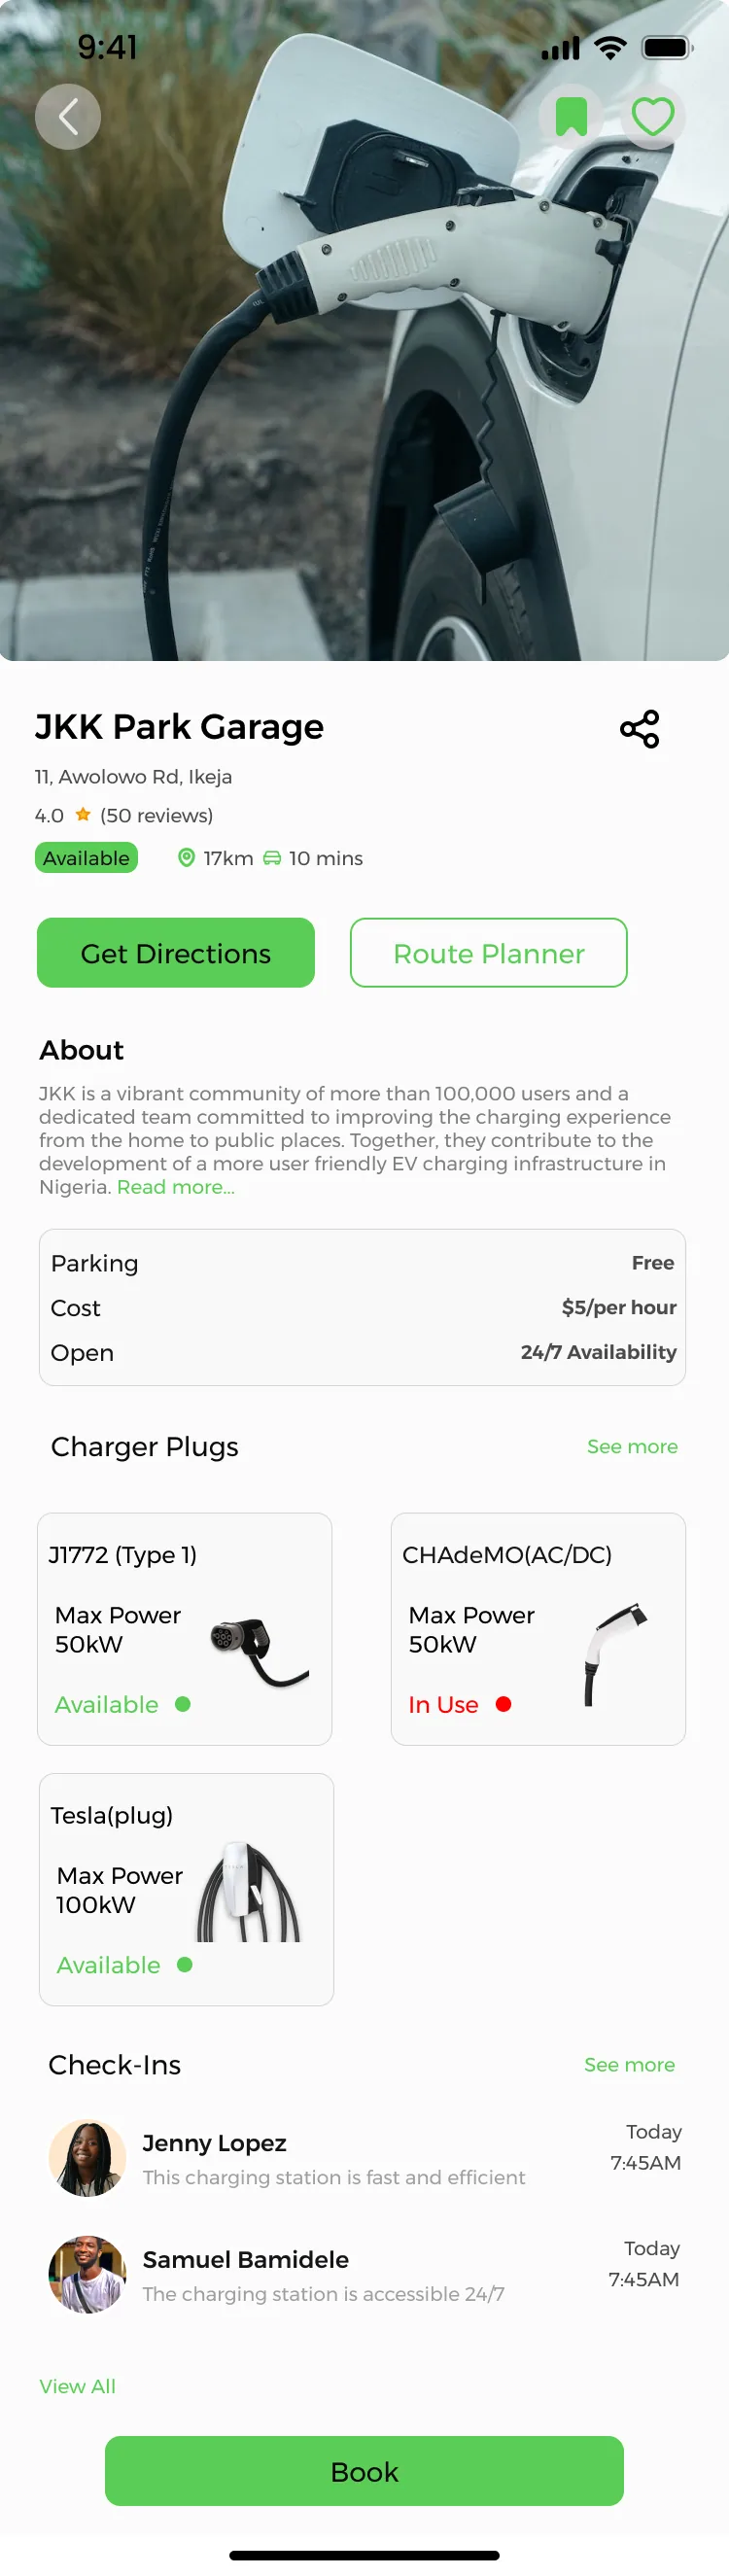 9:41
JKK Park Garage
11, Awolowo Rd, Ikeja
4.0 (50 reviews)
Available 17km 10 mins
Get Directions Route Planner
About
JKK is a vibrant community of more than 100,000 users and a
dedicated team committed to improving the charging experience
from the home to public places. Together, they contribute to the
development of a more user friendly EV charging infrastructure in
Nigeria. Read more...
Parking Free
Cost $5/per hour
Open 24/7 Availability
Charger Plugs See more
J1772 (Type 1)
Max Power
50kW
Available
CHAdeMO(AC/DC)
Max Power
50kW
In Use
Tesla(plug)
Max Power
100kW
Available
Check-Ins See more
Jenny Lopez
This charging station is fast and efficient
Today
7:45AM
Samuel Bamidele
The charging station is accessible 24/7
Today
7:45AM
View All
Book